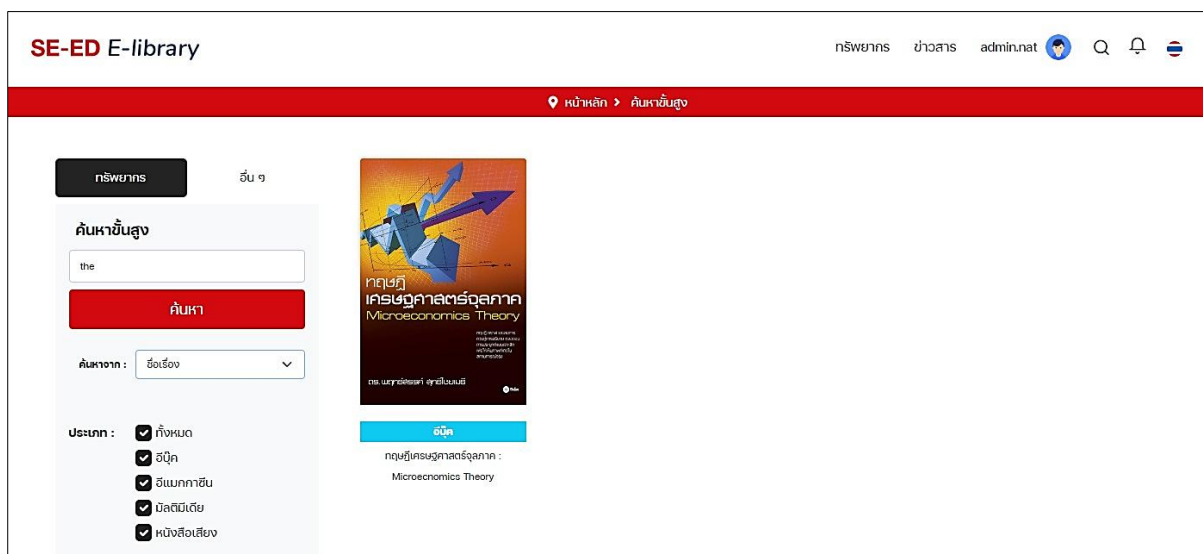 SE-ED E-library
ทรัพยากร ข่าวสาร admin.nat
หน้าหลัก > ค้นหาขั้นสูง
ทรัพยากร อื่น ๆ
ค้นหาขั้นสูง
the
ค้นหา
ค้นหาจาก : ชื่อเรื่อง
ประเภท : ทั้งหมด
อีบุ๊ค
อีแมกกาซีน
มัลติมีเดีย
หนังสือเสียง
ทฤษฎี
เศรษฐศาสตร์จุลภาค
Microeconomics Theory
อีบุ๊ค
ทฤษฎีเศรษฐศาสตร์จุลภาค :
Microecnomics Theory